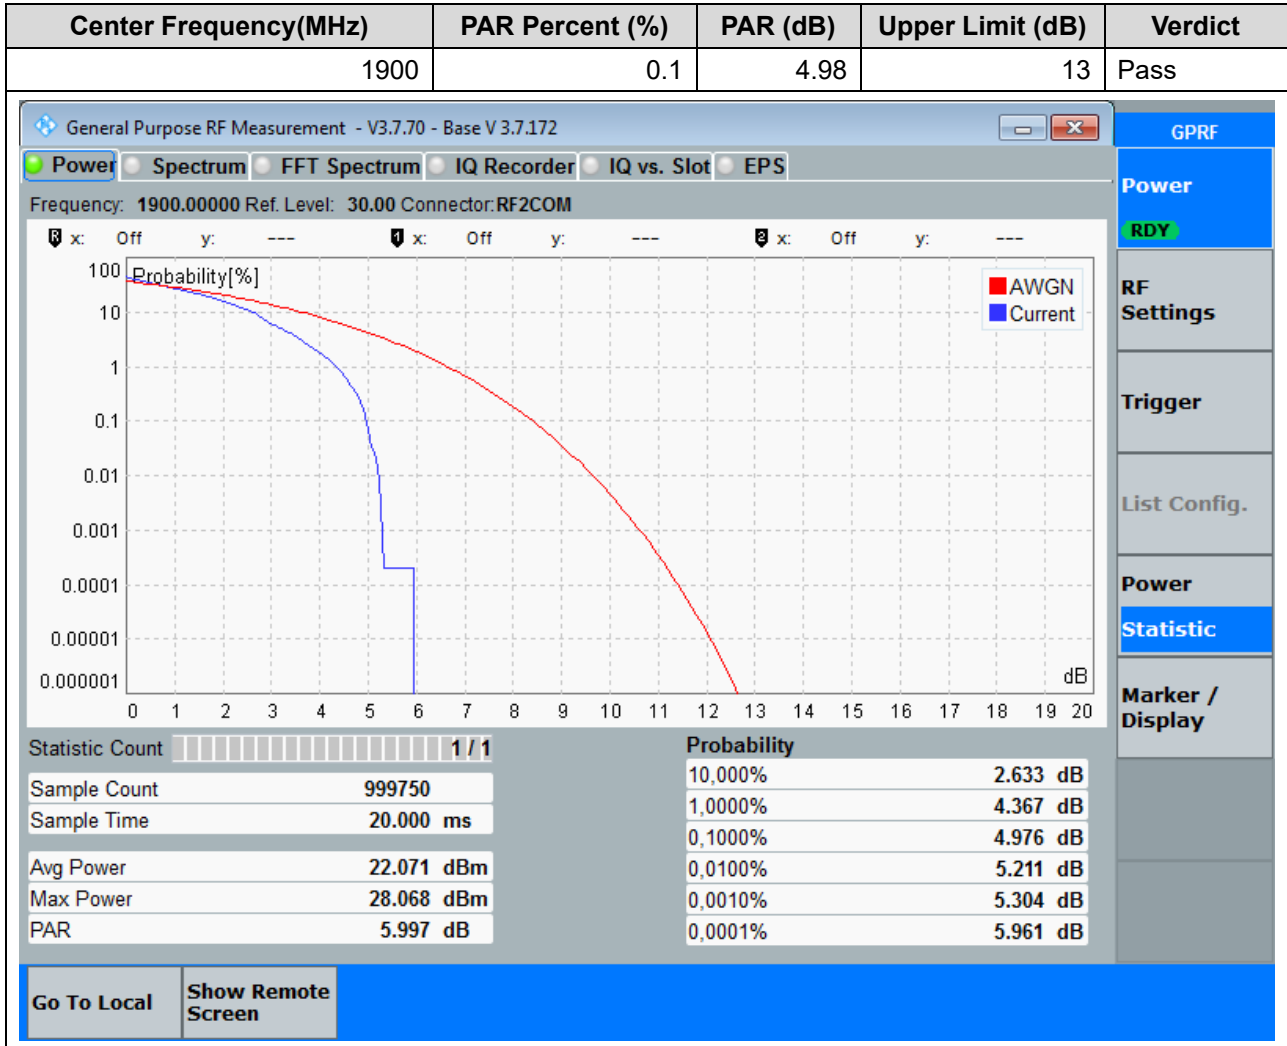 Center Frequency(MHz) PAR Percent (%) PAR (dB) Upper Limit (dB) Verdict
1900 0.1 4.98 13 Pass
General Purpose RF Measurement - V3.7.70 - Base V 3.7.172
GPRF
Power Spectrum FFT Spectrum IQ Recorder IQ vs. Slot EPS
Frequency: 1900.00000 Ref. Level: 30.00 Connector:RF2COM
R x: Off y: --- 1 x: Off y: --- 2 x: Off y: ---
Probability[%]
100
10
1
0.1
0.01
0.001
0.0001
0.00001
0.000001
AWGN
Current
dB
0 1 2 3 4 5 6 7 8 9 10 11 12 13 14 15 16 17 18 19 20
Statistic Count 1 / 1
Sample Count 999750
Sample Time 20.000 ms
Avg Power 22.071 dBm
Max Power 28.068 dBm
PAR 5.997 dB
Probability
10,000% 2.633 dB
1,0000% 4.367 dB
0,1000% 4.976 dB
0,0100% 5.211 dB
0,0010% 5.304 dB
0,0001% 5.961 dB
Power
RDY
RF
Settings
Trigger
List Config.
Power
Statistic
Marker /
Display
Go To Local
Show Remote
Screen